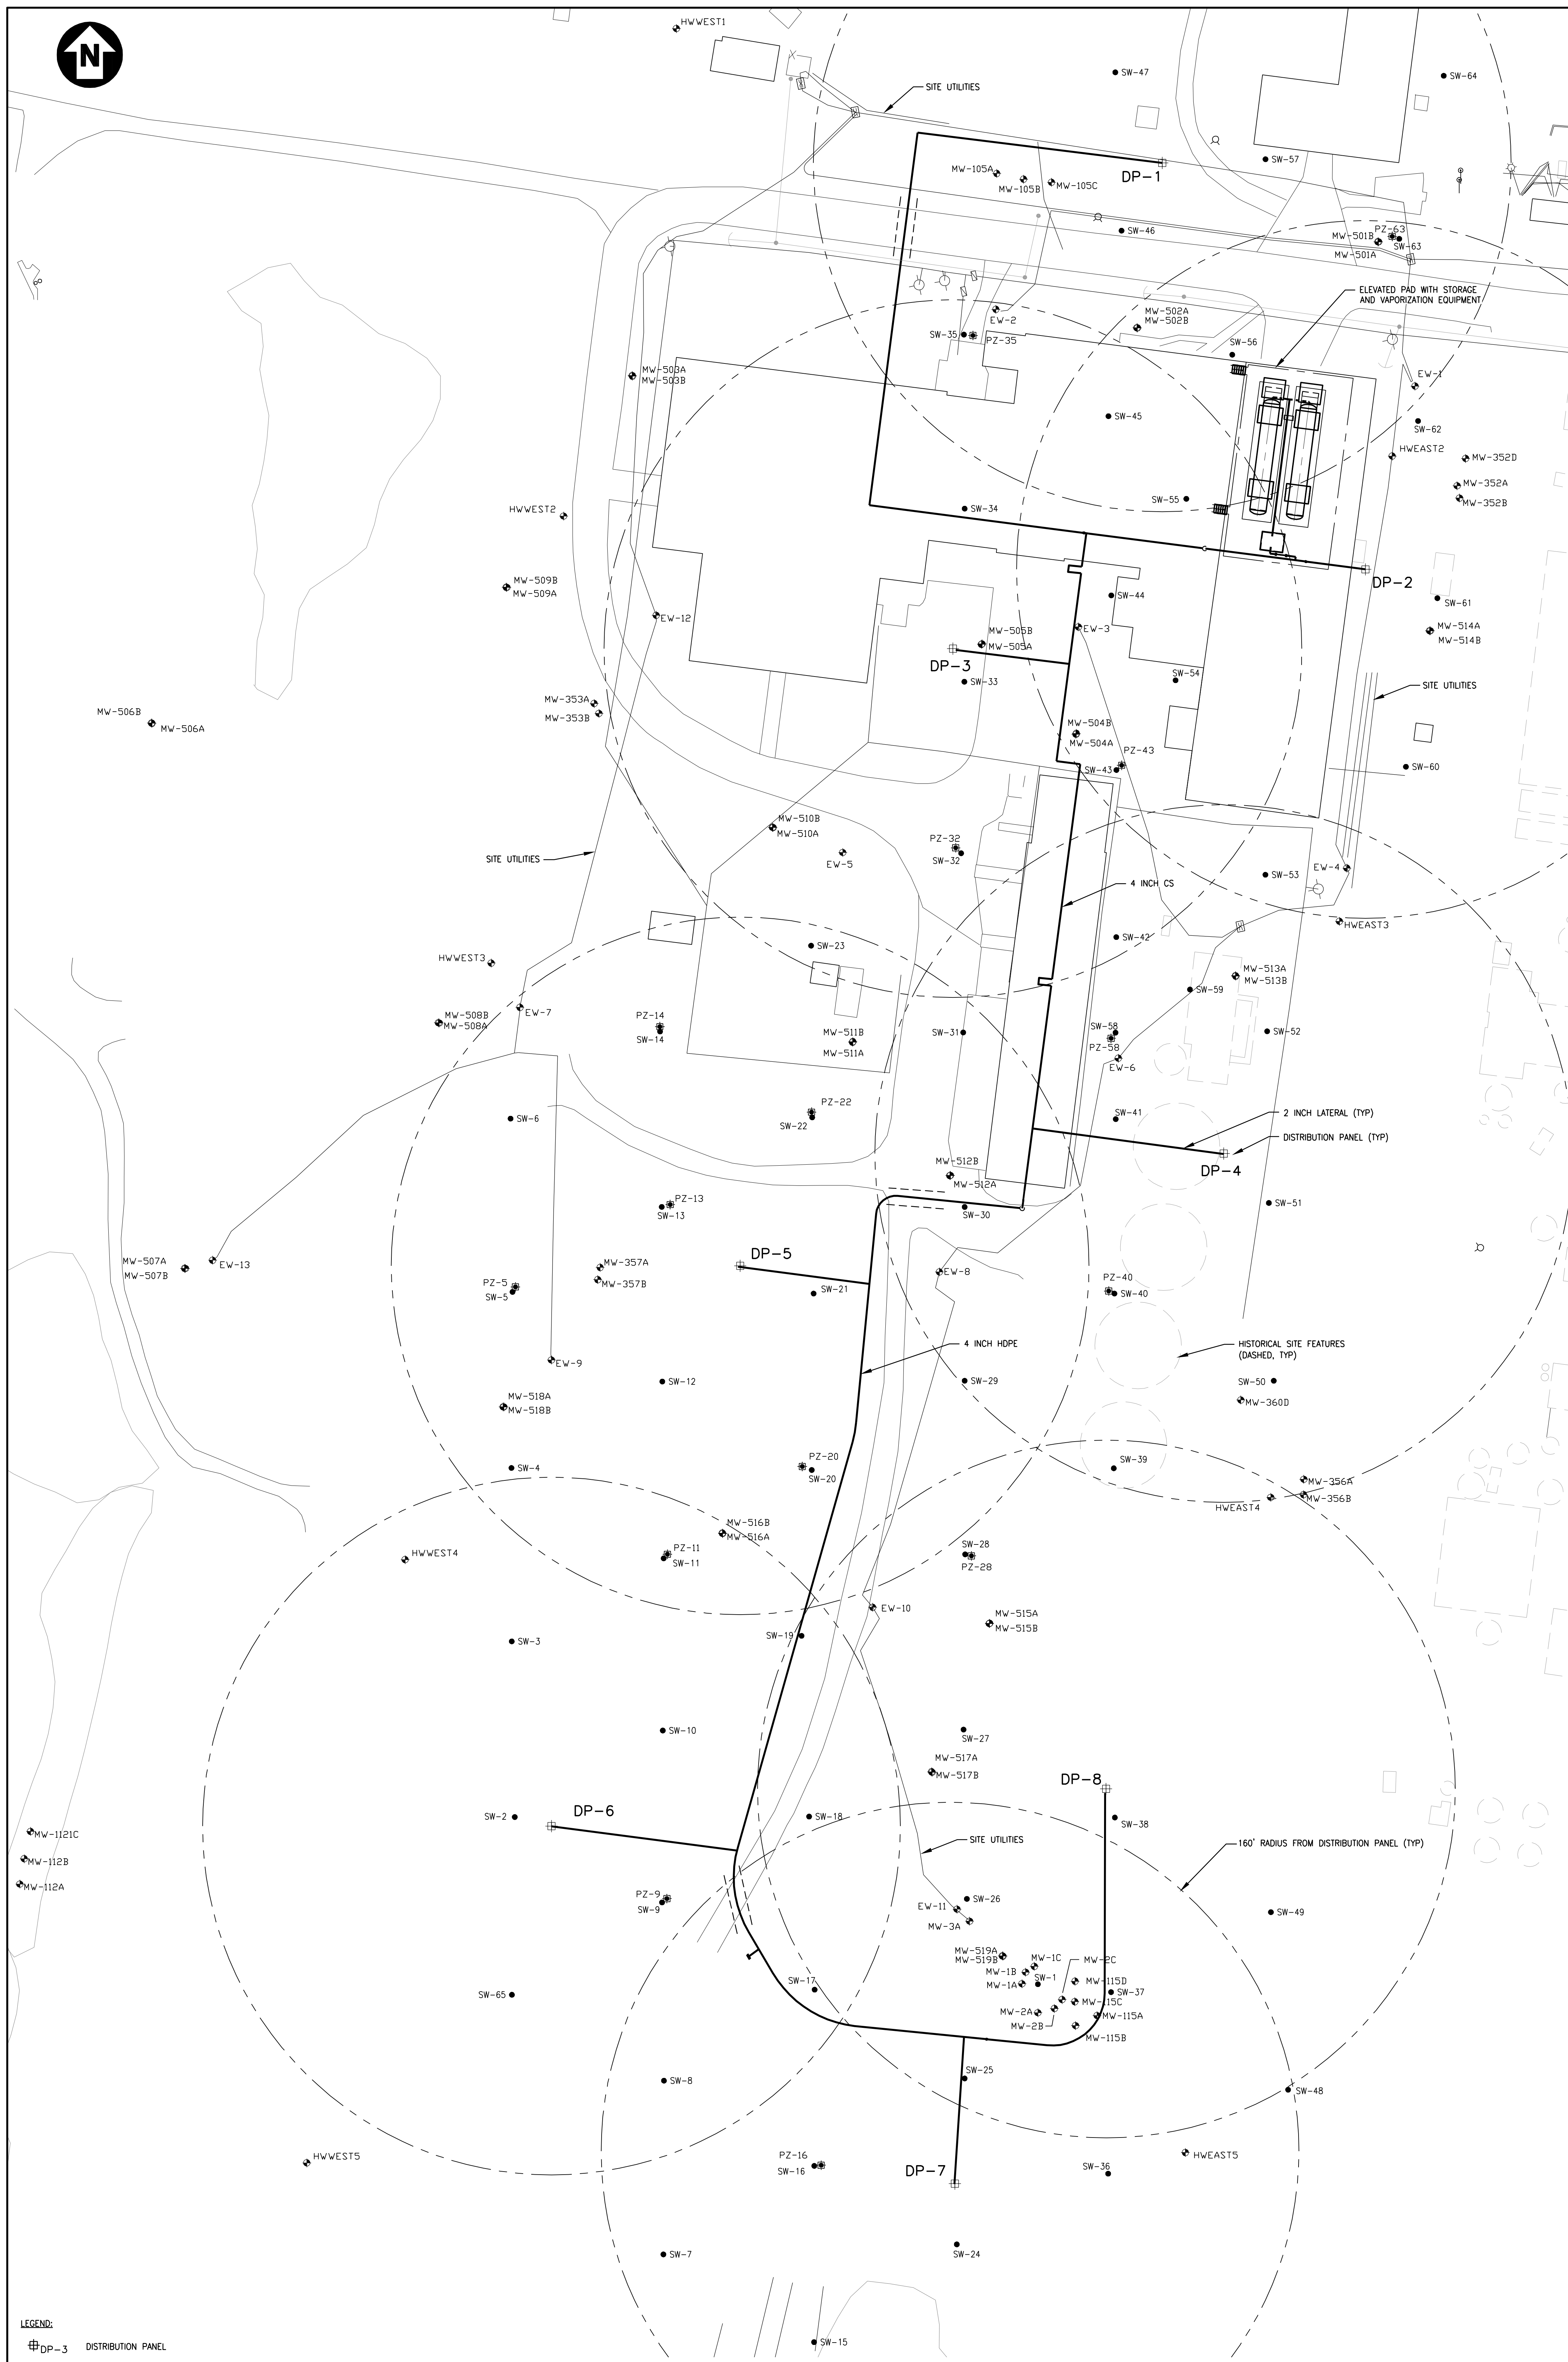 N
HWWEST1
SW-47
SW-64
SITE UTILITIES
SW-57
MW-105A
MW-105B
MW-105C
DP-1
SW-46
PZ-63
MW-501B
SW-63
MW-501A
ELEVATED PAD WITH STORAGE
AND VAPORIZATION EQUIPMENT
EW-2
MW-502A
MW-502B
SW-35
PZ-35
SW-56
MW-503A
MW-503B
EW-1
SW-45
SW-62
HWEAST2
MW-352D
MW-352A
MW-352B
SW-55
SW-34
HWWEST2
DP-2
MW-509B
MW-509A
SW-44
SW-61
EW-12
EW-3
MW-514A
MW-514B
MW-505B
MW-505A
DP-3
SW-33
SW-54
SITE UTILITIES
MW-353A
MW-353B
MW-506B
MW-506A
MW-504B
MW-504A
PZ-43
SW-43
SW-60
MW-510B
MW-510A
PZ-32
SW-32
SITE UTILITIES
EW-5
EW-4
SW-53
4 INCH CS
HWEAST3
SW-42
SW-23
HWWEST3
MW-513A
MW-513B
SW-59
EW-7
MW-508B
MW-508A
PZ-14
SW-14
MW-511B
MW-511A
SW-31
SW-58
PZ-58
EW-6
SW-52
PZ-22
SW-22
SW-6
SW-41
2 INCH LATERAL (TYP)
DISTRIBUTION PANEL (TYP)
MW-512B
MW-512A
DP-4
PZ-13
SW-13
SW-30
SW-51
DP-5
MW-507A
MW-507B
EW-13
MW-357A
MW-357B
EW-8
PZ-5
SW-5
SW-21
PZ-40
SW-40
4 INCH HDPE
HISTORICAL SITE FEATURES
(DASHED, TYP)
EW-9
SW-12
SW-29
SW-50
MW-518A
MW-518B
MW-360D
PZ-20
SW-20
SW-4
SW-39
MW-356A
MW-356B
HWEAST4
MW-516B
MW-516A
PZ-11
SW-11
HWWEST4
SW-28
PZ-28
EW-10
MW-515A
MW-515B
SW-19
SW-3
SW-10
SW-27
MW-517A
MW-517B
DP-8
DP-6
SW-2
SW-18
SW-38
MW-1121C
SITE UTILITIES
160' RADIUS FROM DISTRIBUTION PANEL (TYP)
MW-112B
MW-112A
PZ-9
SW-9
SW-26
EW-11
MW-3A
SW-49
MW-519A
MW-519B
MW-1C
MW-2C
MW-1B
MW-1A
SW-1
MW-115D
SW-17
SW-65
SW-37
MW-115C
MW-2A
MW-115A
MW-2B
MW-115B
SW-25
SW-8
SW-48
HWWEST5
PZ-16
SW-16
DP-7
SW-36
HWEAST5
SW-7
SW-24
SW-15
LEGEND:
DP-3 DISTRIBUTION PANEL